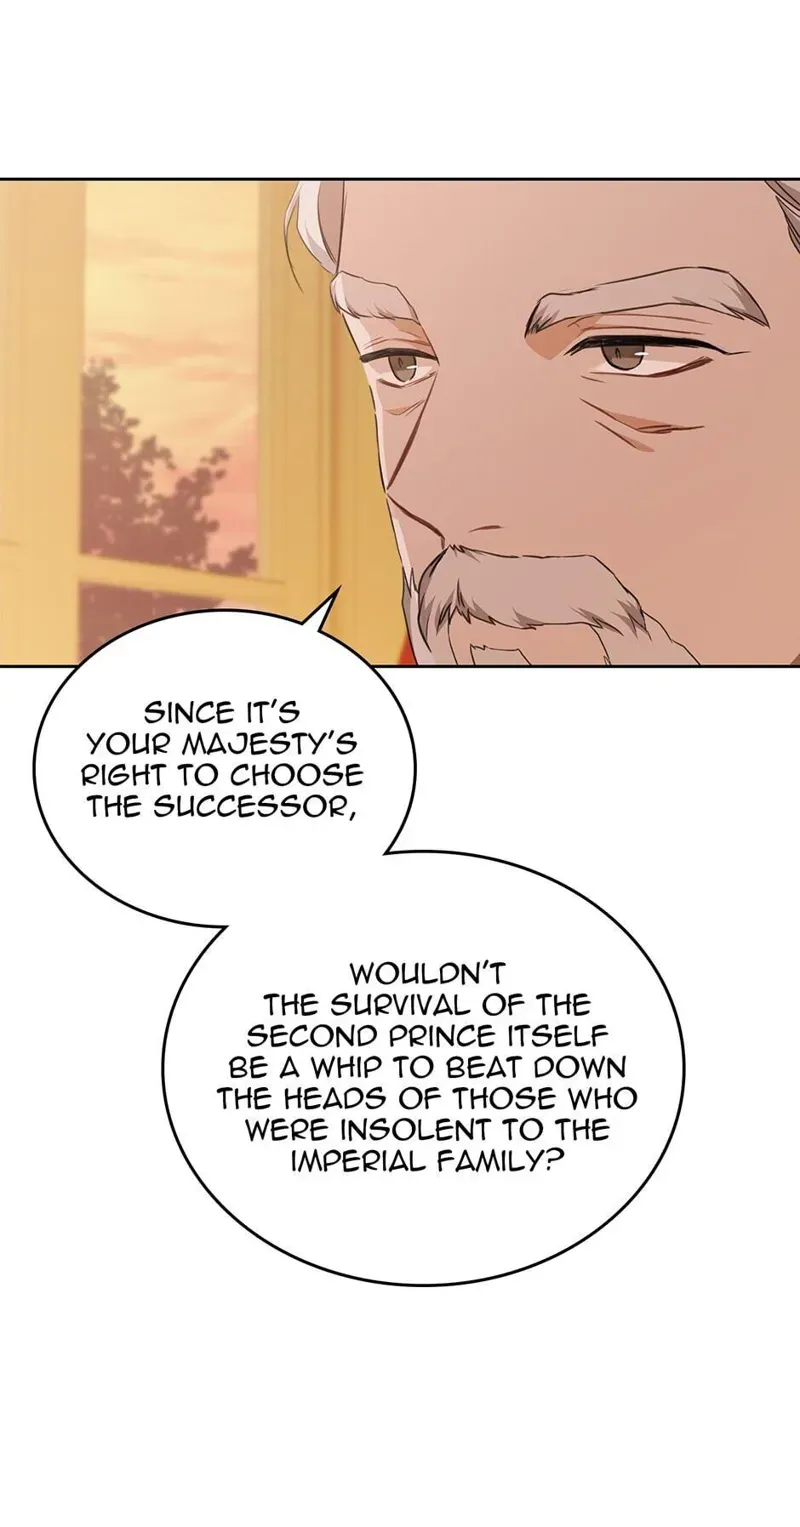 SINCE IT'S
YOUR MAJESTY'S
RIGHT TO CHOOSE
THE SUCCESSOR,
WOULDN'T
THE SURVIVAL OF THE
SECOND PRINCE ITSELF
BE A WHIP TO BEAT DOWN
THE HEADS OF THOSE WHO
WERE INSOLENT TO THE
IMPERIAL FAMILY?